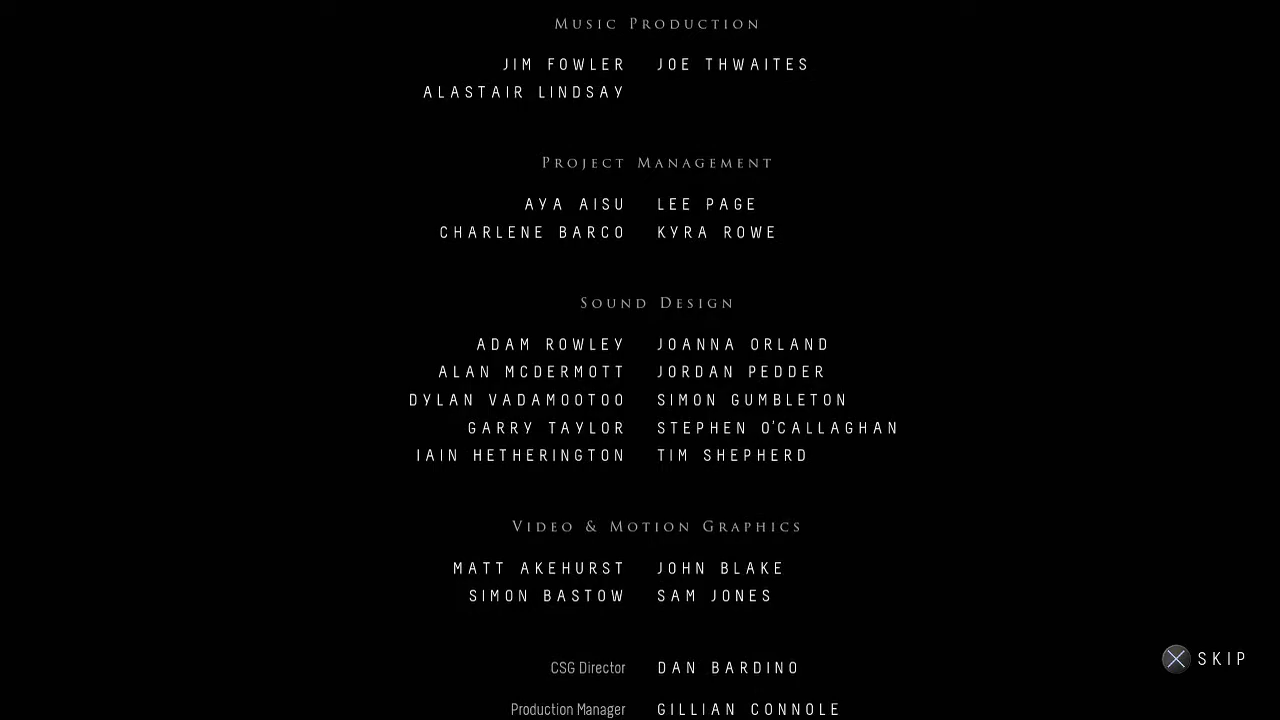 MUSIC PRODUCTION
JIM FOWLER JOE THWAITES
ALASTAIR LINDSAY
PROJECT MANAGEMENT
AYA AISU LEE PAGE
CHARLENE BARCO KYRA ROWE
SOUND DESIGN
ADAM ROWLEY JOANNA ORLAND
ALAN MCDERMOTT JORDAN PEDDER
DYLAN VADAMOOTOO SIMON GUMBLETON
GARRY TAYLOR STEPHEN O'CALLAGHAN
IAIN HETHERINGTON TIM SHEPHERD
VIDEO & MOTION GRAPHICS
MATT AKEHURST JOHN BLAKE
SIMON BASTOW SAM JONES
CSG Director DAN BARDINO
SKIP
Production Manager GILLIAN CONNOLE